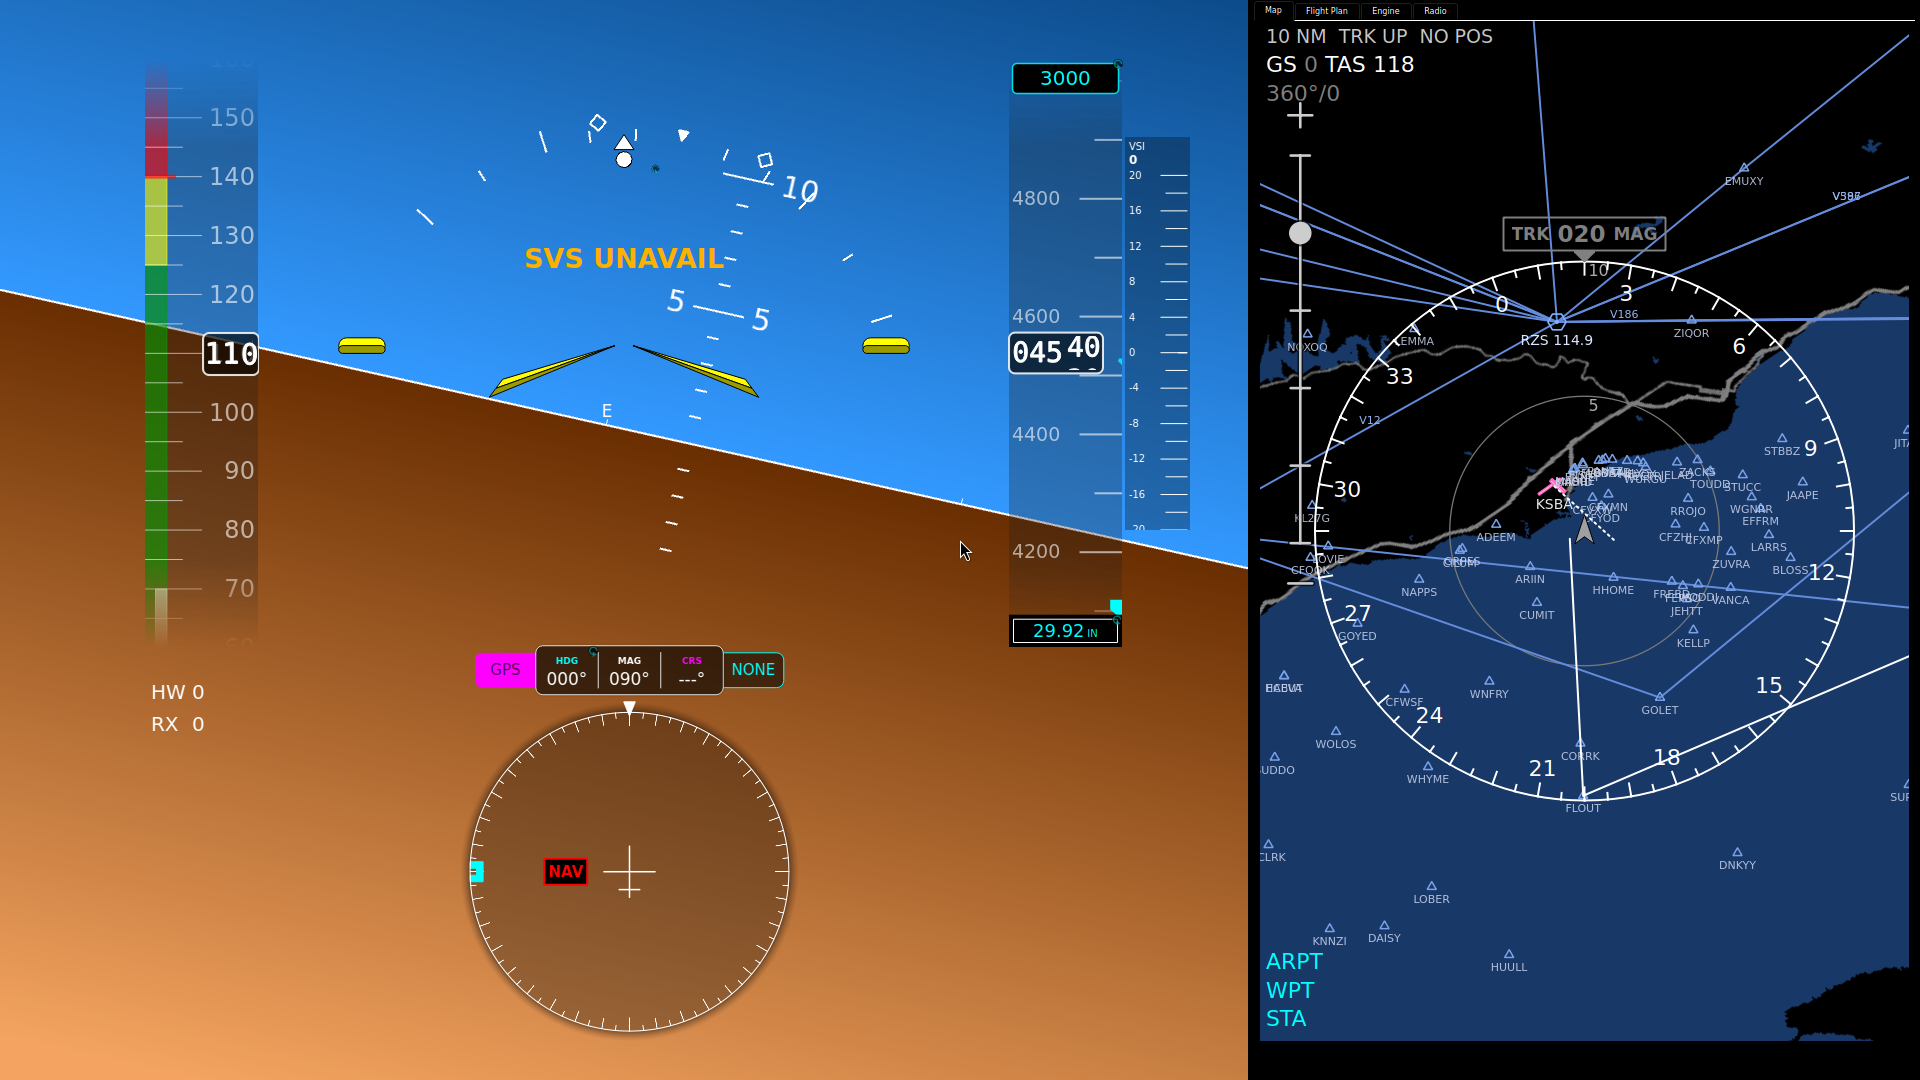 Map
Flight Plan
Engine
Radio
10 NM TRK UP NO POS
GS 0 TAS 118
360°/0
150
140
130
120
110
100
90
80
70
3000
4800
4600
045 40
4400
4200
29.92 IN
VSI
0
20
16
12
8
4
0
-4
-8
-12
-16
10
SVS UNAVAIL
5
5
E
GPS
HDG
000°
MAG
090°
CRS
---°
NONE
HW 0
RX 0
NAV
TRK 020 MAG
10
5
0
3
6
9
12
15
18
21
24
27
30
33
EMUXY
V186
ZIQOR
RZS 114.9
NOXOQ
V12
STBBZ
ZACKS
TOUDD
STUCC
JAAPE
KSBA
RROJO
WGNAR
EFFRM
KL27G
ADEEM
CFZHJ
CFXMP
LARRS
ZUVRA
BLOSS
CFOOK
ARIIN
NAPPS
HHOME
VANCA
CUMIT
JEHTT
GOYED
KELLP
WNFRY
CFWSF
GOLET
WOLOS
CORRK
WHYME
FLOUT
DNKYY
LOBER
KNNZI
DAISY
HUULL
ARPT
WPT
STA